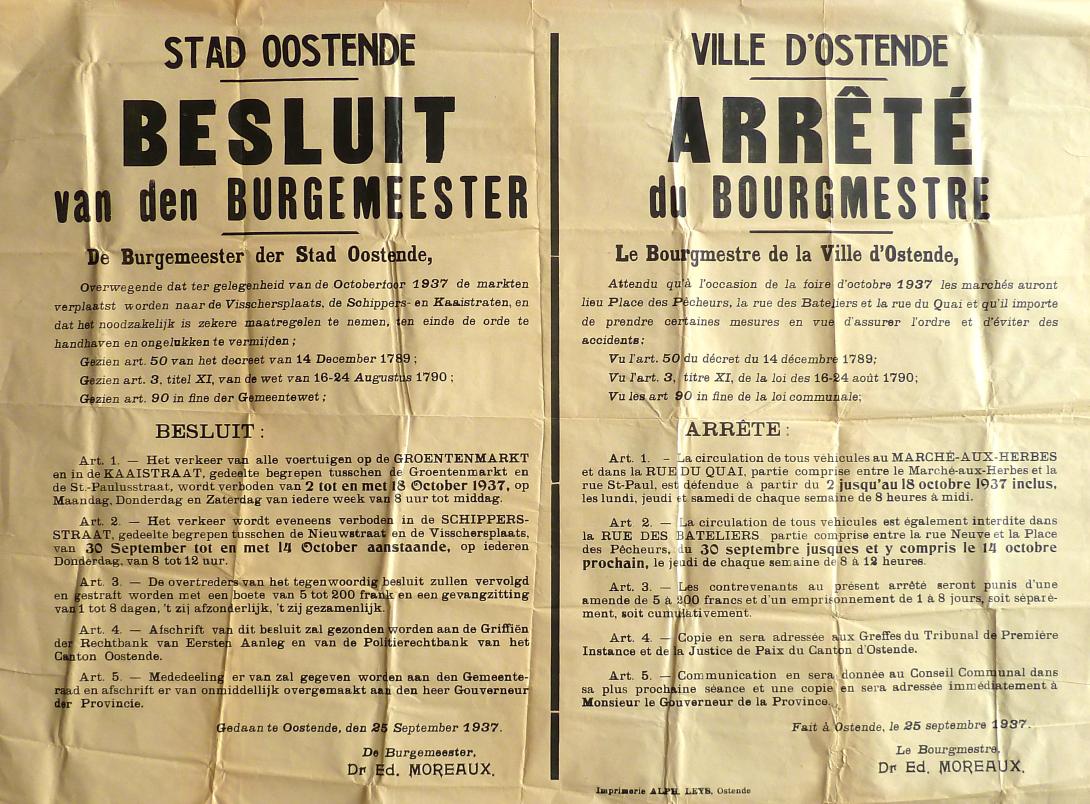 STAD OOSTENDE
BESLUIT
van den BURGEMEESTER
De Burgemeester der Stad Oostende,
Overwegende dat ter gelegenheid van de Octoberfoor 1937 de markten
verplaatst worden naar de Visschersplaats, de Schippers- en Kaaistraten, en
dat het noodzakelijk is zekere maatregelen te nemen, ten einde de orde te
handhaven en ongelukken te vermijden ;
Gezien art. 50 van het decreet van 14 December 1789 ;
Gezien art. 3, titel XI, van de wet van 16-24 Augustus 1790 ;
Gezien art. 90 in fine der Gemeentewet ;
BESLUIT :
Art. 1. — Het verkeer van alle voertuigen op de GROENTENMARKT
en in de KAAISTRAAT, gedeelte begrepen tusschen de Groentenmarkt en
de St.-Paulusstraat, wordt verboden van 2 tot en met 18 October 1937, op
Maandag, Donderdag en Zaterdag van iedere week van 8 uur tot middag.
Art. 2. — Het verkeer wordt eveneens verboden in de SCHIPPERS-
STRAAT, gedeelte begrepen tusschen de Nieuwstraat en de Visschersplaats,
van 30 September tot en met 14 October aanstaande, op iederen
Donderdag, van 8 tot 12 uur.
Art. 3. — De overtreders van het tegenwoordig besluit zullen vervolgd
en gestraft worden met een boete van 5 tot 200 frank en een gevangzitting
van 1 tot 8 dagen, 't zij afzonderlijk, 't zij gezamenlijk.
Art. 4. — Afschrift van dit besluit zal gezonden worden aan de Griffiën
der Rechtbank van Eersten Aanleg en van de Politierechtbank van het
Canton Oostende.
Art. 5. — Mededeeling er van zal gegeven worden aan den Gemeente-
raad en afschrift er van onmiddellijk overgemaakt aan den heer Gouverneur
der Provincie.
Gedaan te Oostende, den 25 September 1937.
De Burgemeester,
Dr Ed. MOREAUX.
VILLE D'OSTENDE
ARRÊTÉ
du BOURGMESTRE
Le Bourgmestre de la Ville d'Ostende,
Attendu qu'à l'occasion de la foire d'octobre 1937 les marchés auront
lieu Place des Pêcheurs, la rue des Bateliers et la rue du Quai et qu'il importe
de prendre certaines mesures en vue d'assurer l'ordre et d'éviter des
accidents ;
Vu l'art. 50 du décret du 14 décembre 1789;
Vu l'art. 3, titre XI, de la loi des 16-24 août 1790;
Vu les art 90 in fine de la loi communale;
ARRÊTE :
Art. 1. — La circulation de tous véhicules au MARCHÉ-AUX-HERBES
et dans la RUE DU QUAI, partie comprise entre le Marché-aux-Herbes et la
rue St-Paul, est défendue à partir du 2 jusqu'au 18 octobre 1937 inclus,
les lundi, jeudi et samedi de chaque semaine de 8 heures à midi.
Art. 2. — La circulation de tous véhicules est également interdite dans
la RUE DES BATELIERS partie comprise entre la rue Neuve et la Place
des Pêcheurs, du 30 septembre jusques et y compris le 14 octobre
prochain, le jeudi de chaque semaine de 8 à 12 heures.
Art. 3. — Les contrevenants au présent arrêté seront punis d'une
amende de 5 à 200 francs et d'un emprisonnement de 1 à 8 jours, soit séparé-
ment, soit cumulativement.
Art. 4. — Copie en sera adressée aux Greffes du Tribunal de Première
Instance et de la Justice de Paix du Canton d'Ostende.
Art. 5. — Communication en sera donnée au Conseil Communal dans
sa plus prochaine séance et une copie en sera adressée immédiatement à
Monsieur le Gouverneur de la Province.
Fait à Ostende, le 25 septembre 1937.
Le Bourgmestre,
Dr Ed. MOREAUX.
Imprimerie ALPH. LEYS, Ostende